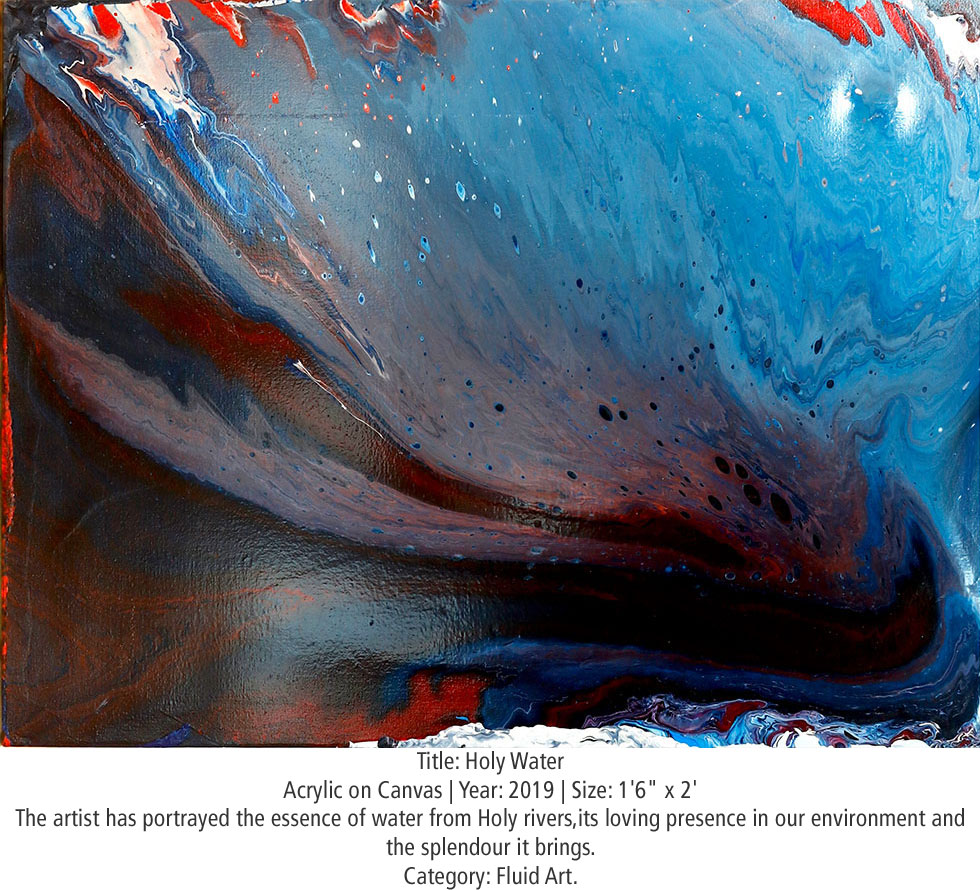 Title: Holy Water
Acrylic on Canvas | Year: 2019 | Size: 1'6" x 2'
The artist has portrayed the essence of water from Holy rivers,its loving presence in our environment and
the splendour it brings.
Category: Fluid Art.